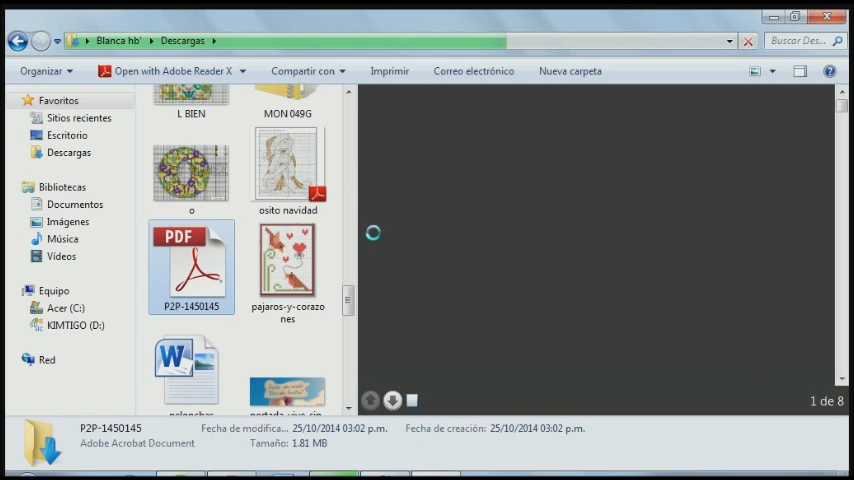 Blanca hb' Descargas
Buscar Des...
Organizar Open with Adobe Reader X Compartir con Imprimir Correo electrónico Nueva carpeta
Favoritos
Sitios recientes
Escritorio
Descargas
Bibliotecas
Documentos
Imágenes
Música
Vídeos
Equipo
Acer (C:)
KIMTIGO (D:)
Red
L BIEN
MON 049G
o
osito navidad
PDF
P2P-1450145
pajaros-y-corazo
nes
W
1 de 8
P2P-1450145 Fecha de modifica... 25/10/2014 03:02 p.m. Fecha de creación: 25/10/2014 03:02 p.m.
Adobe Acrobat Document Tamaño: 1.81 MB